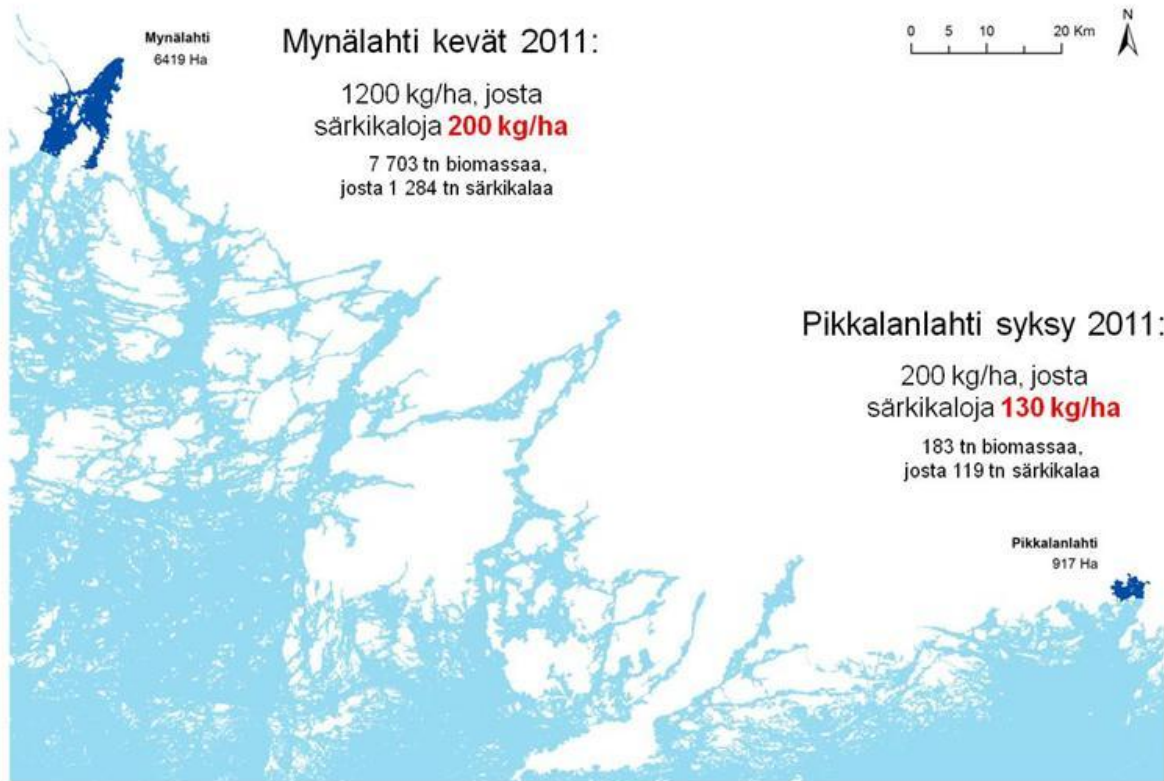 Mynälahti
6419 Ha
Mynälahti kevät 2011:
1200 kg/ha, josta
särkikaloja 200 kg/ha
7 703 tn biomassaa,
josta 1 284 tn särkikalaa
0 5 10 20 Km
N
Pikkalanlahti syksy 2011:
200 kg/ha, josta
särkikaloja 130 kg/ha
183 tn biomassaa,
josta 119 tn särkikalaa
Pikkalanlahti
917 Ha